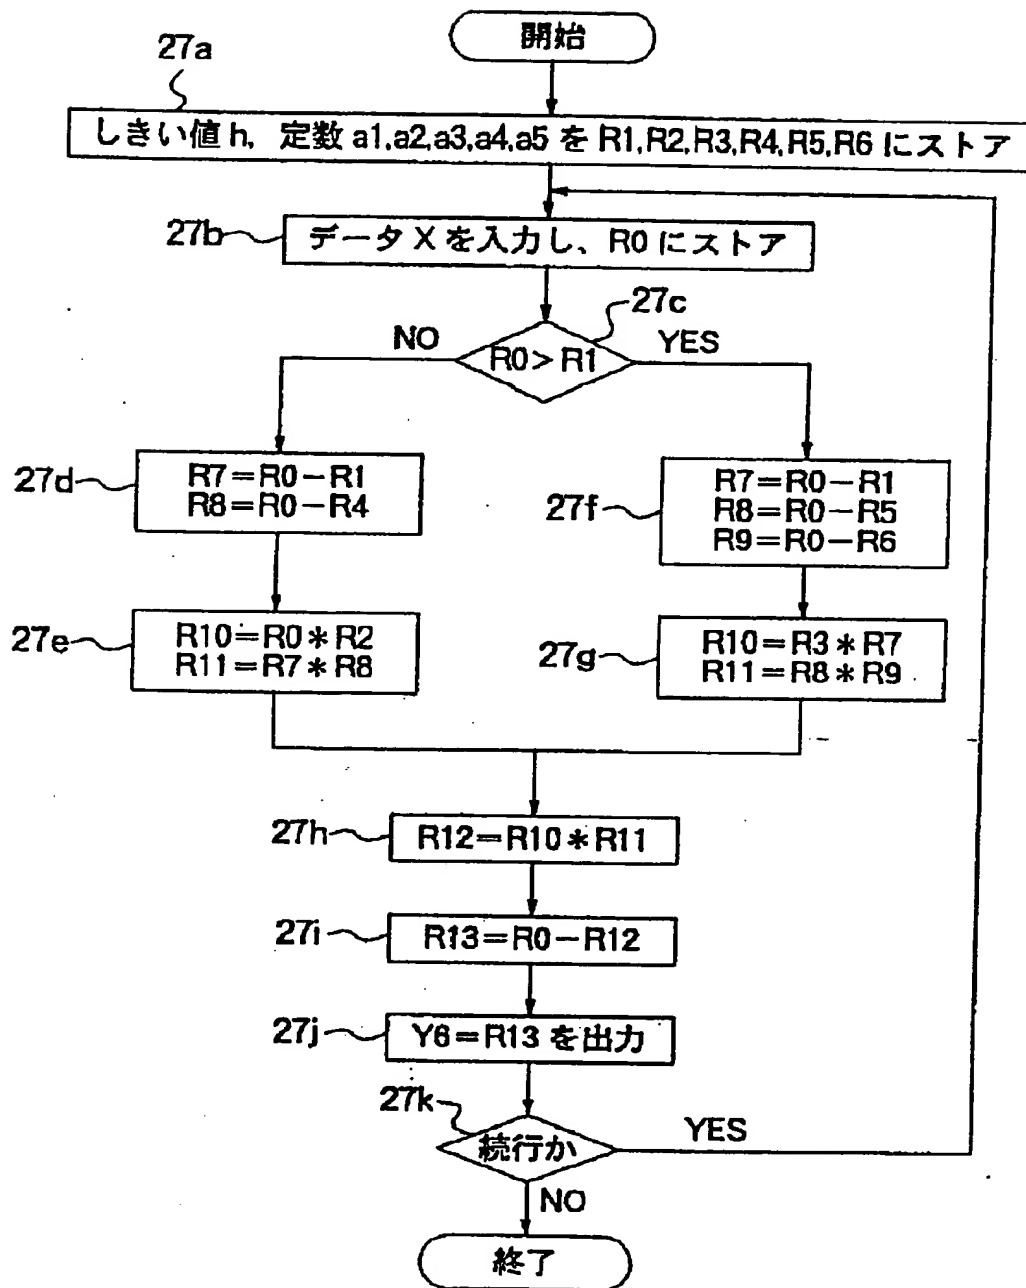 開始
27a
しきい値 h, 定数 a1,a2,a3,a4,a5 を R1,R2,R3,R4,R5,R6 にストア
27b
データ X を入力し、R0 にストア
27c
NO
YES
R0>R1
27d
R7=R0-R1
R8=R0-R4
27f
R7=R0-R1
R8=R0-R5
R9=R0-R6
27e
R10=R0*R2
R11=R7*R8
27g
R10=R3*R7
R11=R8*R9
27h
R12=R10*R11
27i
R13=R0-R12
27j
Y6=R13 を出力
27k
続行か
YES
NO
終了